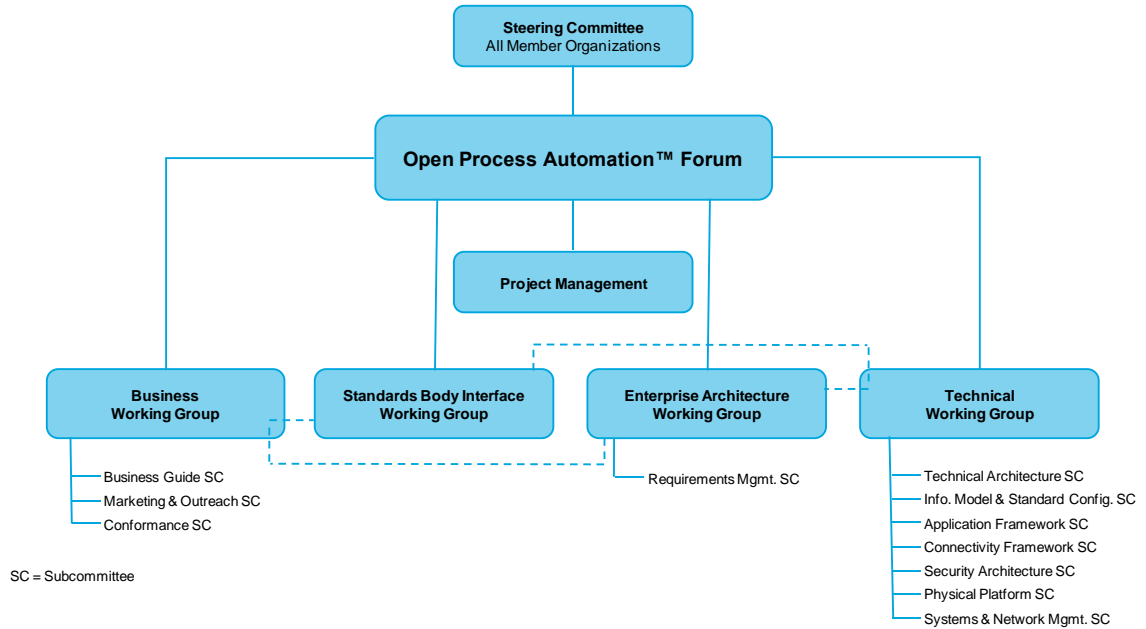 Steering Committee
All Member Organizations
Open Process Automation™ Forum
Project Management
Business
Working Group
Standards Body Interface
Working Group
Enterprise Architecture
Working Group
Technical
Working Group
Business Guide SC
Marketing & Outreach SC
Conformance SC
Requirements Mgmt. SC
Technical Architecture SC
Info. Model & Standard Config. SC
Application Framework SC
Connectivity Framework SC
Security Architecture SC
Physical Platform SC
Systems & Network Mgmt. SC
SC = Subcommittee